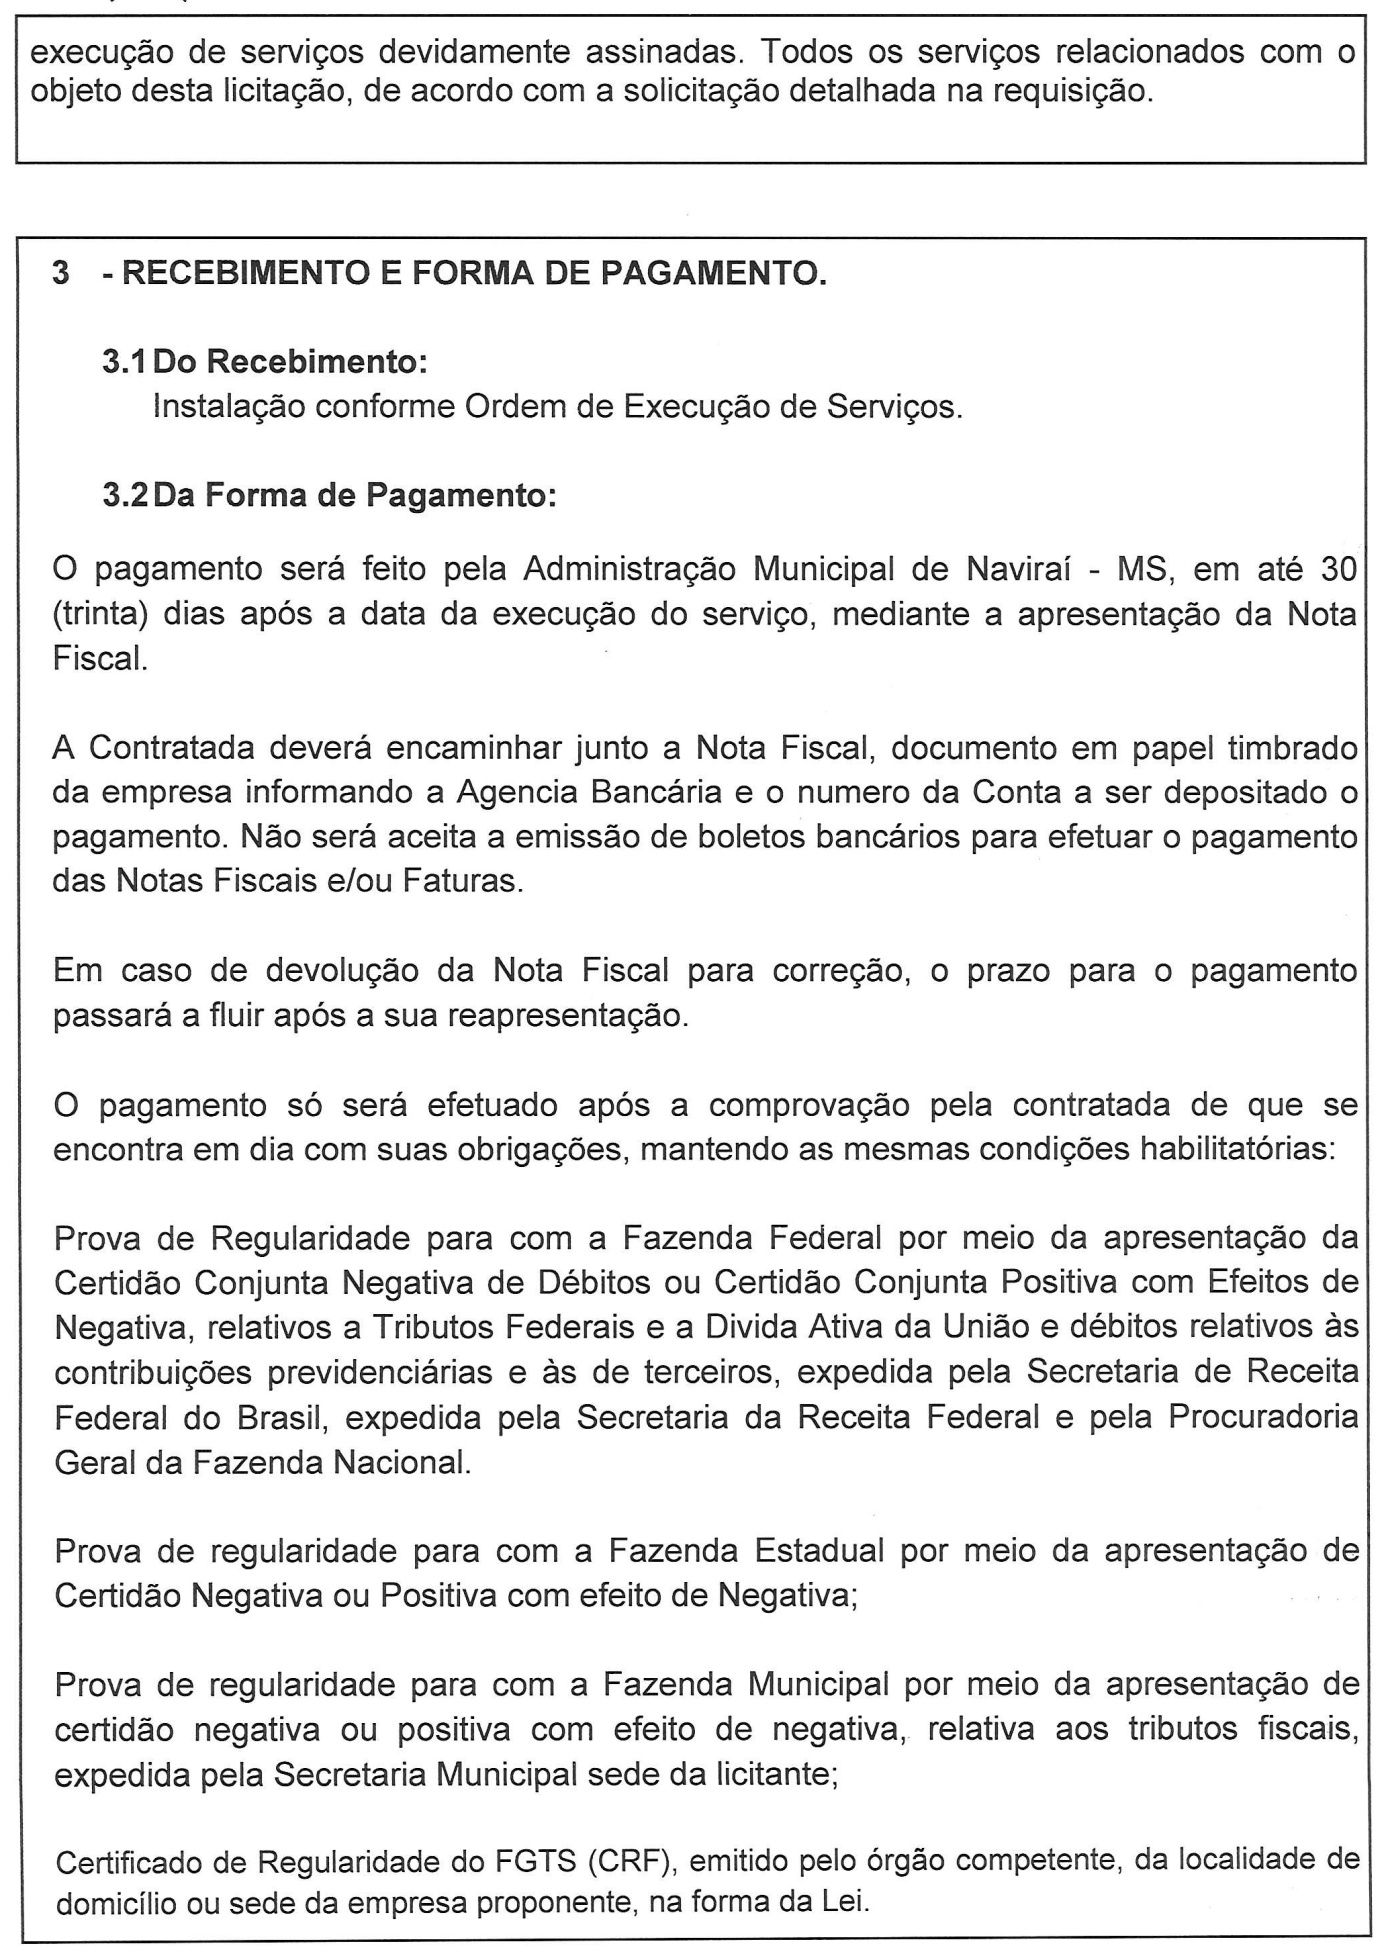 execução de serviços devidamente assinadas. Todos os serviços relacionados com o
objeto desta licitação, de acordo com a solicitação detalhada na requisição.
3 - RECEBIMENTO E FORMA DE PAGAMENTO.
3.1 Do Recebimento:
Instalação conforme Ordem de Execução de Serviços.
3.2 Da Forma de Pagamento:
O pagamento será feito pela Administração Municipal de Naviraí - MS, em até 30
(trinta) dias após a data da execução do serviço, mediante a apresentação da Nota
Fiscal.
A Contratada deverá encaminhar junto a Nota Fiscal, documento em papel timbrado
da empresa informando a Agencia Bancária e o numero da Conta a ser depositado o
pagamento. Não será aceita a emissão de boletos bancários para efetuar o pagamento
das Notas Fiscais e/ou Faturas.
Em caso de devolução da Nota Fiscal para correção, o prazo para o pagamento
passará a fluir após a sua reapresentação.
O pagamento só será efetuado após a comprovação pela contratada de que se
encontra em dia com suas obrigações, mantendo as mesmas condições habilitatórias:
Prova de Regularidade para com a Fazenda Federal por meio da apresentação da
Certidão Conjunta Negativa de Débitos ou Certidão Conjunta Positiva com Efeitos de
Negativa, relativos a Tributos Federais e a Divida Ativa da União e débitos relativos às
contribuições previdenciárias e às de terceiros, expedida pela Secretaria de Receita
Federal do Brasil, expedida pela Secretaria da Receita Federal e pela Procuradoria
Geral da Fazenda Nacional.
Prova de regularidade para com a Fazenda Estadual por meio da apresentação de
Certidão Negativa ou Positiva com efeito de Negativa;
Prova de regularidade para com a Fazenda Municipal por meio da apresentação de
certidão negativa ou positiva com efeito de negativa, relativa aos tributos fiscais,
expedida pela Secretaria Municipal sede da licitante;
Certificado de Regularidade do FGTS (CRF), emitido pelo órgão competente, da localidade de
domicílio ou sede da empresa proponente, na forma da Lei.